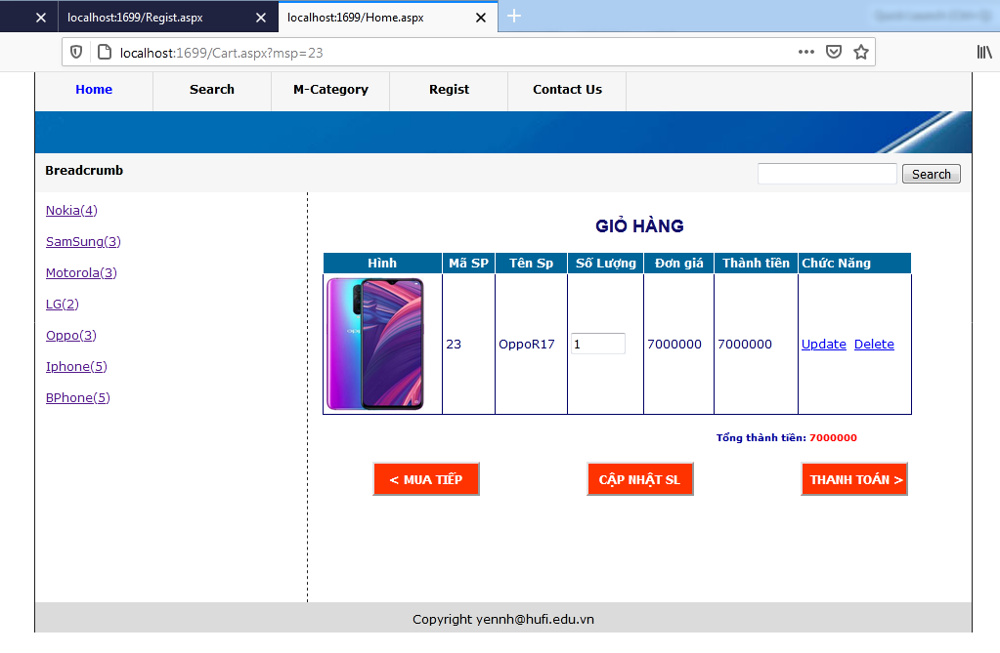 localhost:1699/Regist.aspx localhost:1699/Home.aspx
localhost:1699/Cart.aspx?msp=23
Home Search M-Category Regist Contact Us
Breadcrumb
Search
Nokia(4)
SamSung(3)
Motorola(3)
LG(2)
Oppo(3)
Iphone(5)
BPhone(5)
GIỎ HÀNG
Hình Mã SP Tên Sp Số Lượng Đơn giá Thành tiền Chức Năng
23 OppoR17 1 7000000 7000000 Update Delete
Tổng thành tiền: 7000000
< MUA TIẾP CẬP NHẬT SL THANH TOÁN >
Copyright yennh@hufi.edu.vn